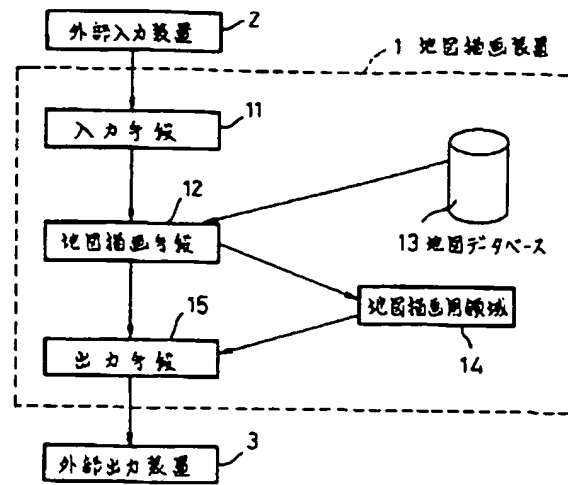 外部入力装置 2
1 地図描画装置
入力手段 11
12
地図描画手段
13 地図データベース
15
地図描画用領域
出力手段
14
外部出力装置 3